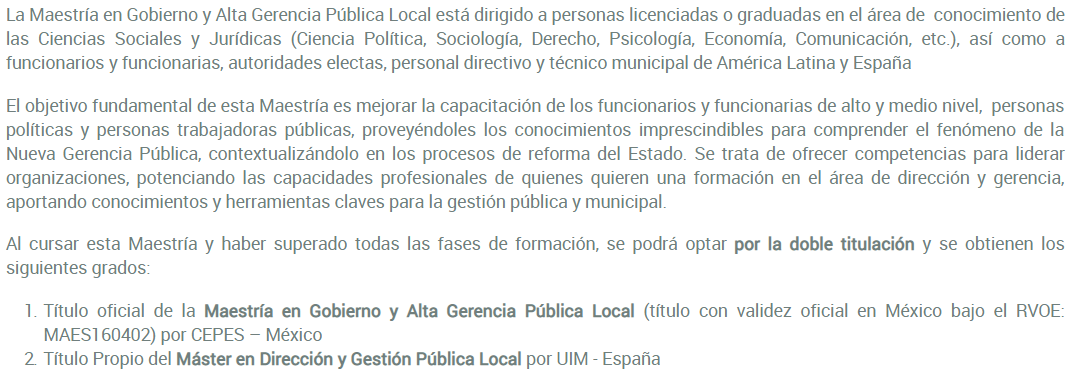 La Maestría en Gobierno y Alta Gerencia Pública Local está dirigido a personas licenciadas o graduadas en el área de conocimiento de
las Ciencias Sociales y Jurídicas (Ciencia Política, Sociología, Derecho, Psicología, Economía, Comunicación, etc.), así como a
funcionarios y funcionarias, autoridades electas, personal directivo y técnico municipal de América Latina y España
El objetivo fundamental de esta Maestría es mejorar la capacitación de los funcionarios y funcionarias de alto y medio nivel, personas
políticas y personas trabajadoras públicas, proveyéndoles los conocimientos imprescindibles para comprender el fenómeno de la
Nueva Gerencia Pública, contextualizándolo en los procesos de reforma del Estado. Se trata de ofrecer competencias para liderar
organizaciones, potenciando las capacidades profesionales de quienes quieren una formación en el área de dirección y gerencia,
aportando conocimientos y herramientas claves para la gestión pública y municipal.
Al cursar esta Maestría y haber superado todas las fases de formación, se podrá optar por la doble titulación y se obtienen los
siguientes grados:
1. Título oficial de la Maestría en Gobierno y Alta Gerencia Pública Local (título con validez oficial en México bajo el RVOE:
MAES160402) por CEPES – México
2. Título Propio del Máster en Dirección y Gestión Pública Local por UIM - España